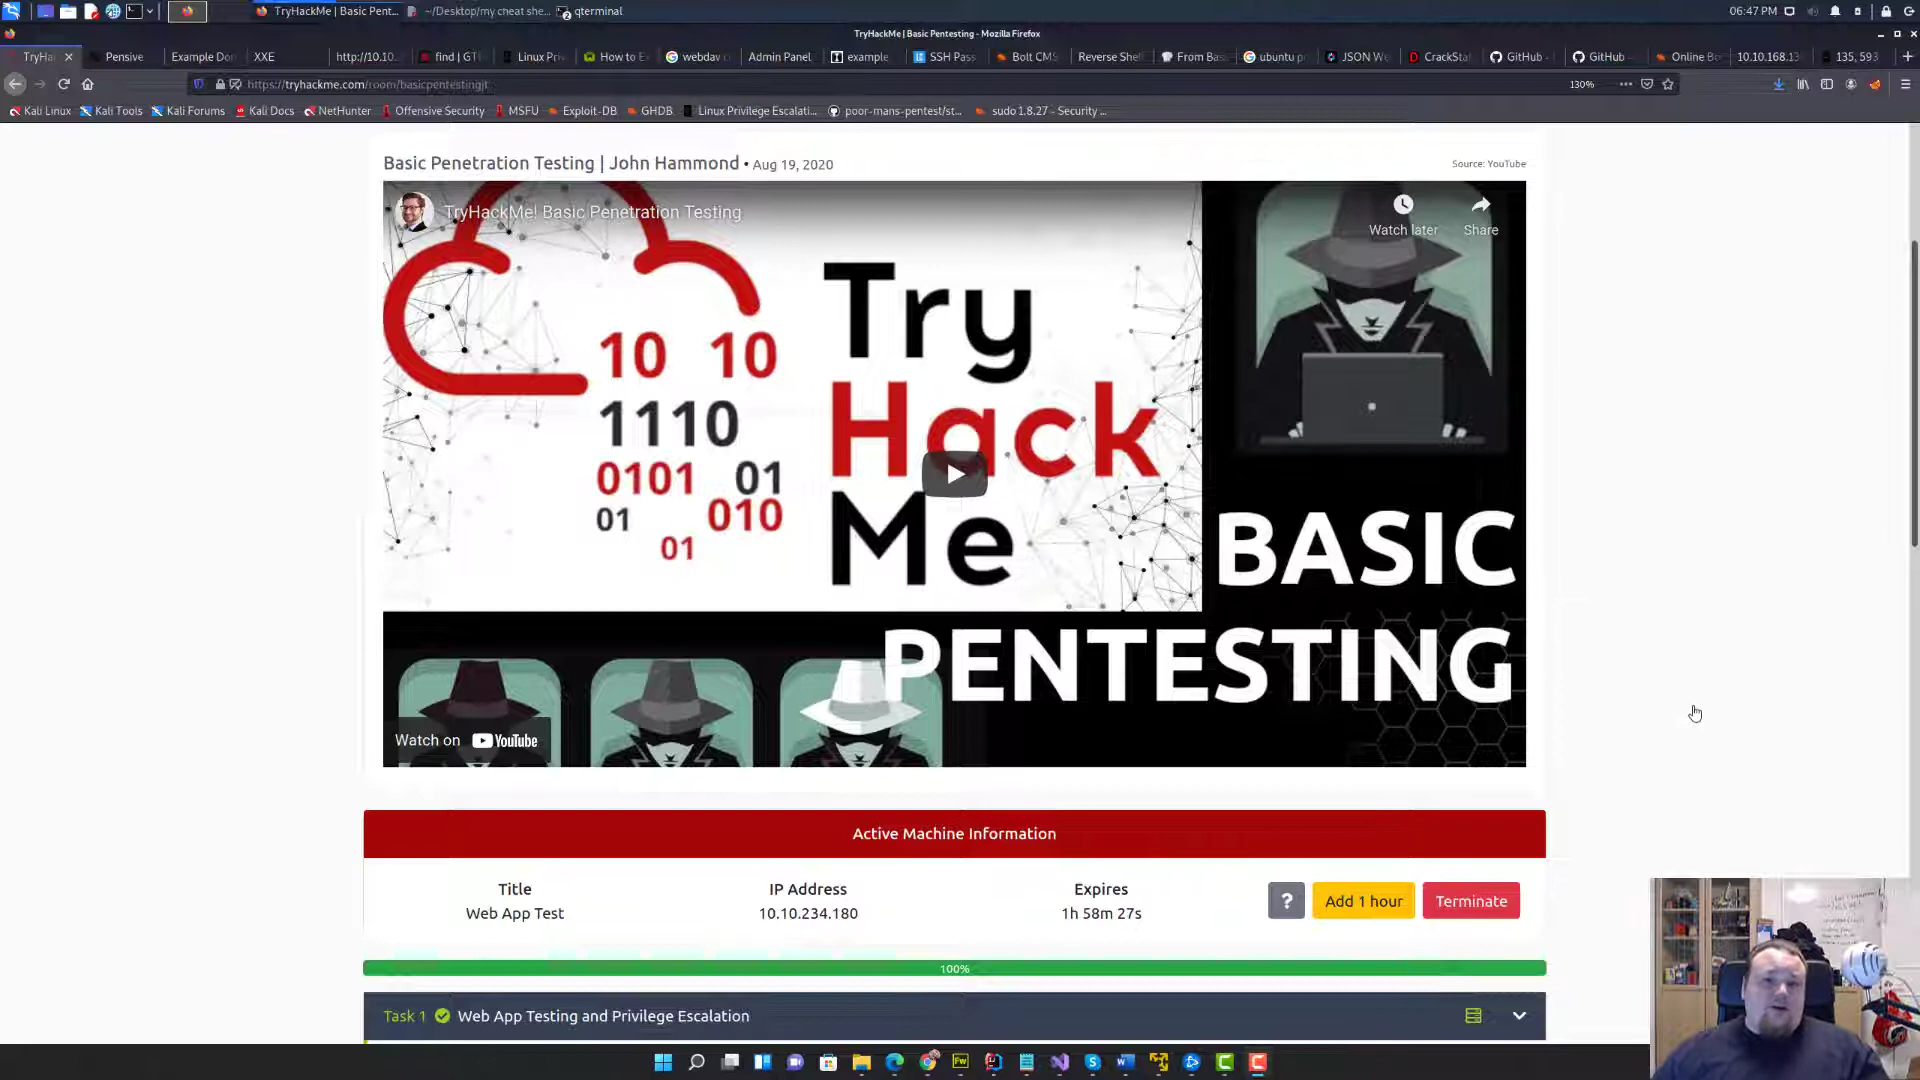 TryHackMe | Basic Pent...
~/Desktop/my cheat she...
qterminal
06:47 PM
TryHackMe | Basic Pentesting - Mozilla Firefox
TryHa
Pensive
Example Do
XXE
http://10.10.
find | GT
Linux Priv
How to E
webdav
Admin Panel
example
SSH Pass
Bolt CMS
Reverse Shell
From Bas
ubuntu p
JSON We
CrackSta
GitHub -
GitHub
Online Bo
10.10.168.13
135, 593
https://tryhackme.com/room/basicpentestingjt
130%
Kali Linux
Kali Tools
Kali Forums
Kali Docs
NetHunter
Offensive Security
MSFU
Exploit-DB
GHDB
Linux Privilege Escalati...
poor-mans-pentest/st...
sudo 1.8.27 - Security ...
Basic Penetration Testing | John Hammond • Aug 19, 2020
Source: YouTube
TryHackMe! Basic Penetration Testing
Watch later
Share
10 10
1110
0101 01
01 010
01
Try
Hack
Me
BASIC
PENTESTING
Watch on YouTube
Active Machine Information
Title
IP Address
Expires
Web App Test
10.10.234.180
1h 58m 27s
?
Add 1 hour
Terminate
100%
Task 1 Web App Testing and Privilege Escalation